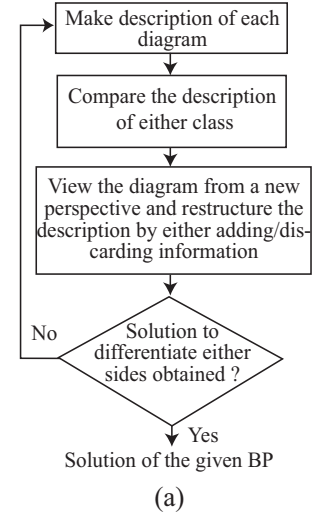 Make description of each
diagram
Compare the description
of either class
View the diagram from a new
perspective and restructure the
description by either adding/dis-
carding information
No
Solution to
differentiate either
sides obtained ?
Yes
Solution of the given BP
(a)